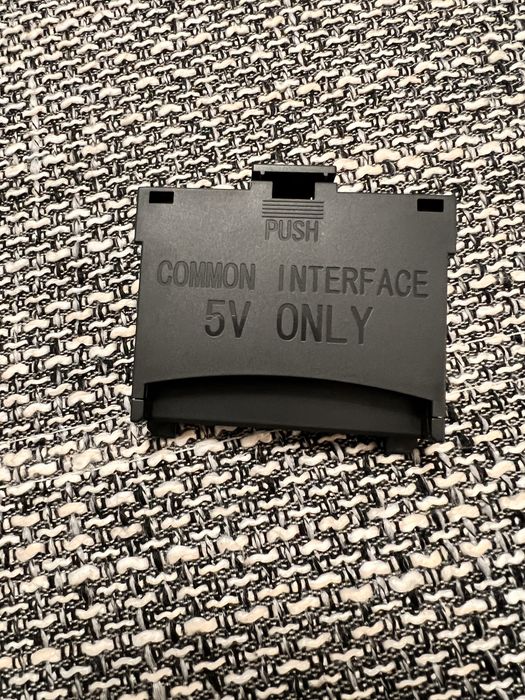 PUSH
COMMON INTERFACE
5V ONLY